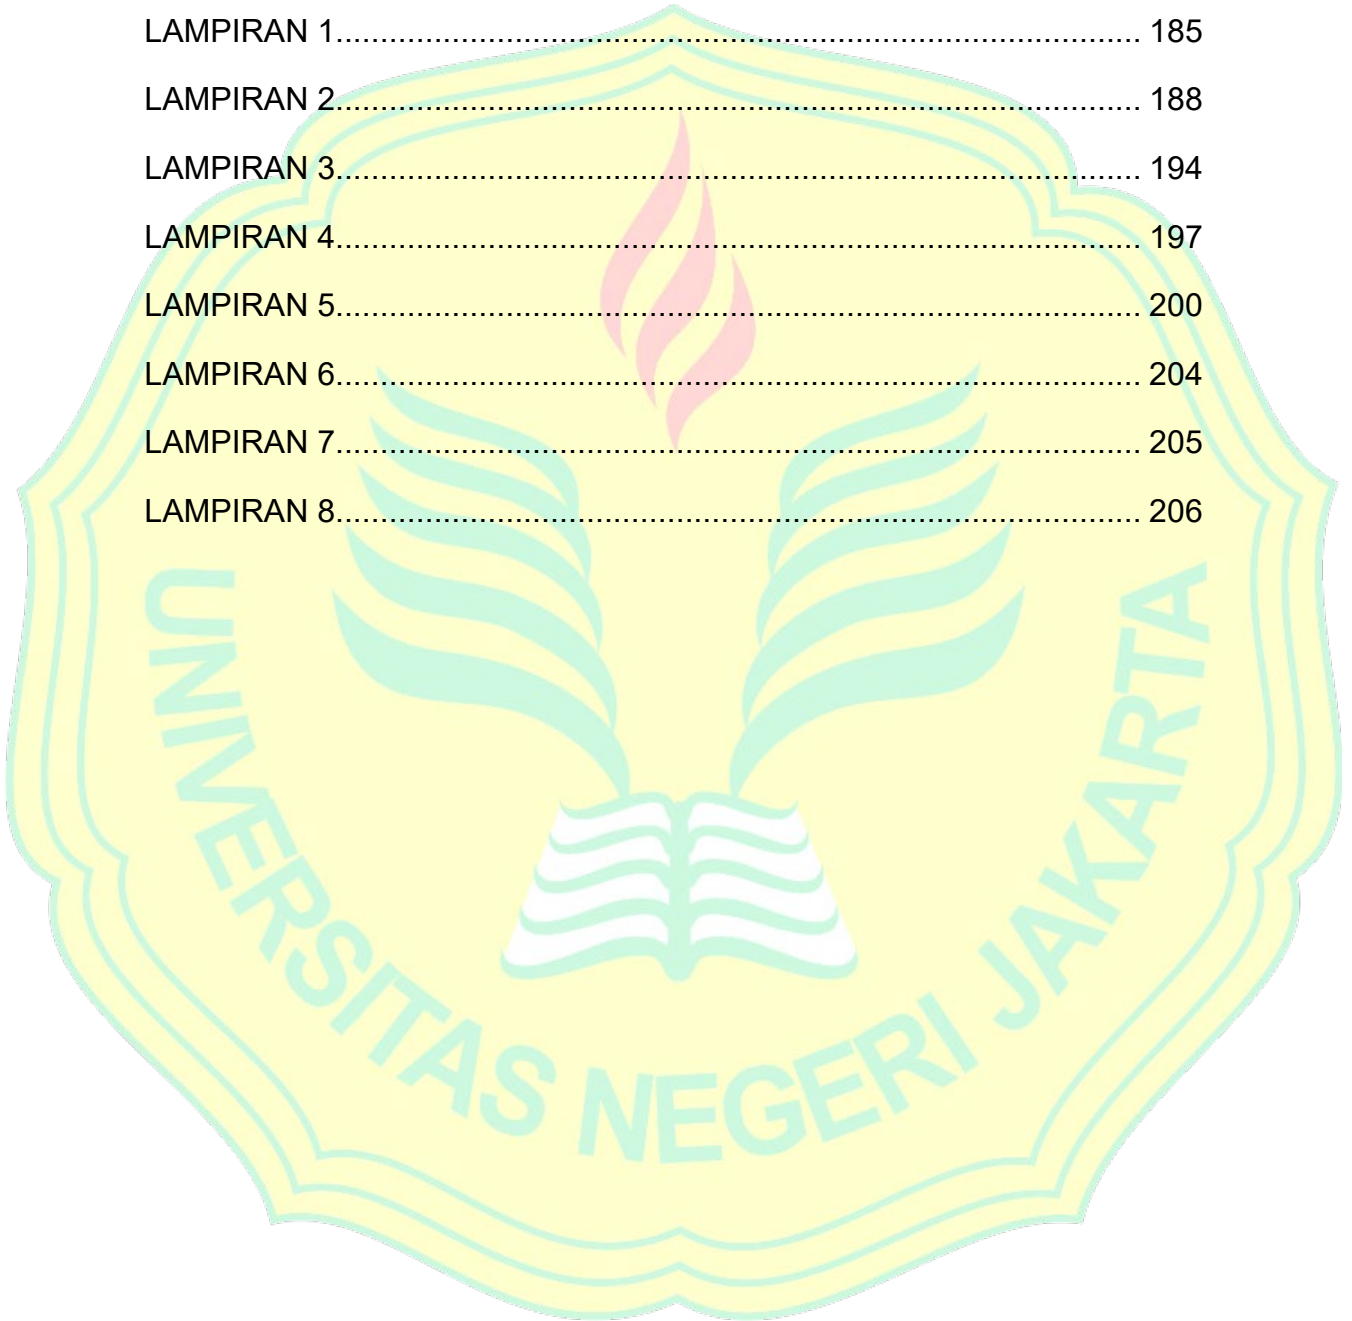 LAMPIRAN 1.......................................................................................... 185
LAMPIRAN 2.......................................................................................... 188
LAMPIRAN 3.......................................................................................... 194
LAMPIRAN 4.......................................................................................... 197
LAMPIRAN 5.......................................................................................... 200
LAMPIRAN 6.......................................................................................... 204
LAMPIRAN 7.......................................................................................... 205
LAMPIRAN 8.......................................................................................... 206
UNIVERSITAS NEGERI JAKARTA